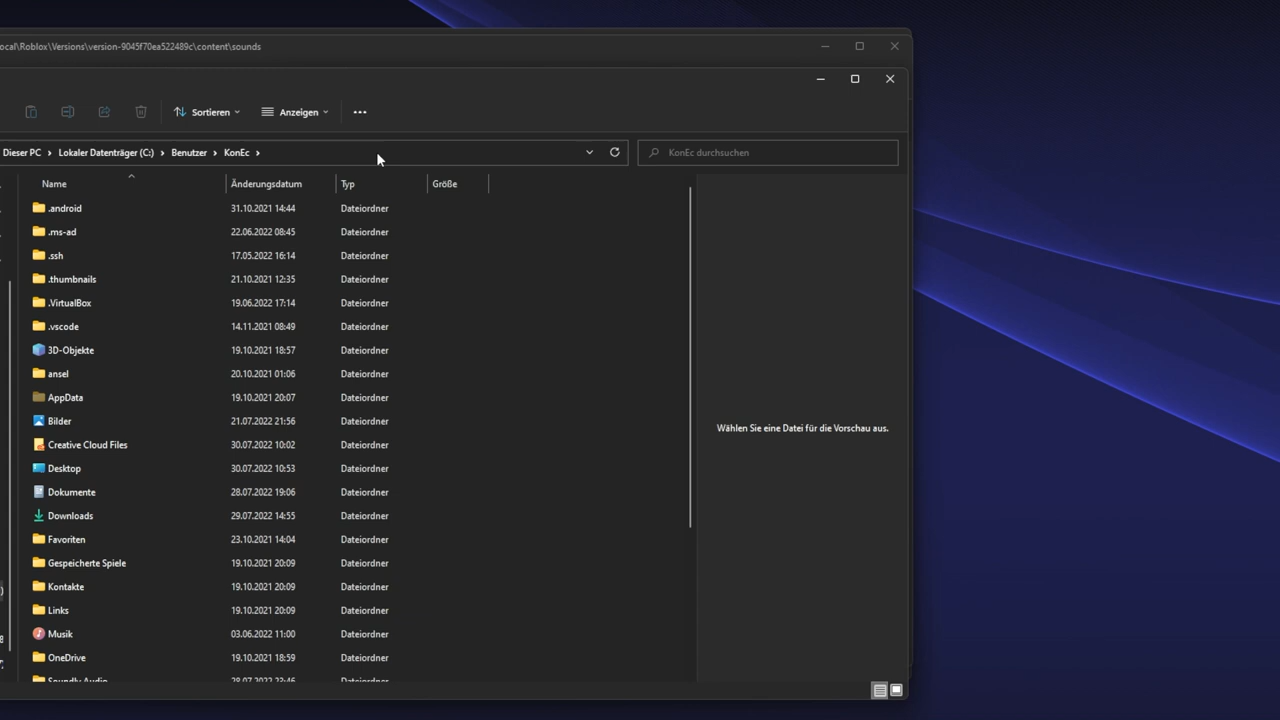 ocal\Roblox\Versions\version-9045f70ea522489c\content\sounds
Sortieren Anzeigen
Dieser PC > Lokaler Datenträger (C:) > Benutzer > KonEc > KonEc durchsuchen
Name Änderungsdatum Typ Größe
.android 31.10.2021 14:44 Dateiordner
.ms-ad 22.06.2022 08:45 Dateiordner
.ssh 17.05.2022 16:14 Dateiordner
.thumbnails 21.10.2021 12:35 Dateiordner
.VirtualBox 19.06.2022 17:14 Dateiordner
.vscode 14.11.2021 08:49 Dateiordner
3D-Objekte 19.10.2021 18:57 Dateiordner
ansel 20.10.2021 01:06 Dateiordner
AppData 19.10.2021 20:07 Dateiordner
Bilder 21.07.2022 21:56 Dateiordner
Wählen Sie eine Datei für die Vorschau aus.
Creative Cloud Files 30.07.2022 10:02 Dateiordner
Desktop 30.07.2022 10:53 Dateiordner
Dokumente 28.07.2022 19:06 Dateiordner
Downloads 29.07.2022 14:55 Dateiordner
Favoriten 23.10.2021 14:04 Dateiordner
Gespeicherte Spiele 19.10.2021 20:09 Dateiordner
Kontakte 19.10.2021 20:09 Dateiordner
Links 19.10.2021 20:09 Dateiordner
Musik 03.06.2022 11:00 Dateiordner
OneDrive 19.10.2021 18:59 Dateiordner
Soundly Audio 28.07.2022 23:46 Dateiordner